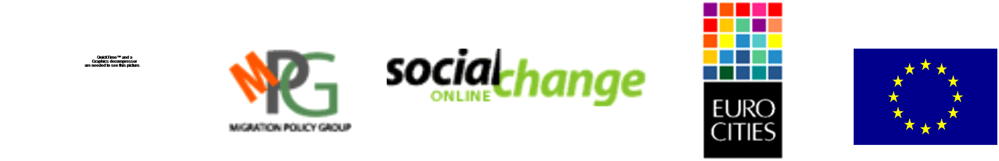 QuickTime™ and a
Graphics decompressor
are needed to see this picture.
MPG
MIGRATION POLICY GROUP
social
change
ONLINE
EURO
CITIES